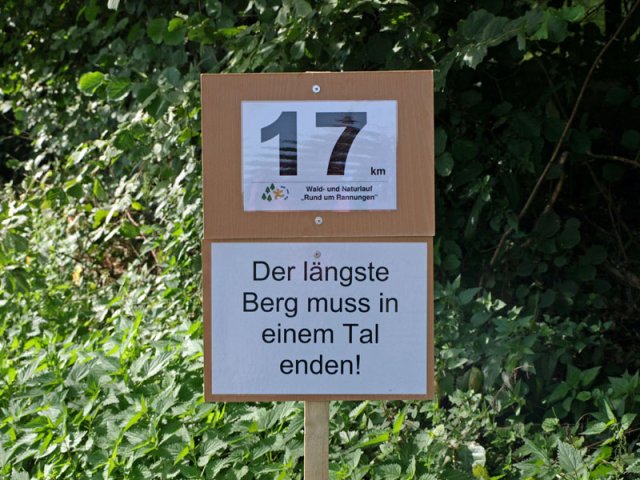 17
km
Wald- und Naturlauf
„Rund um Rannungen"
Der längste
Berg muss in
einem Tal
enden!